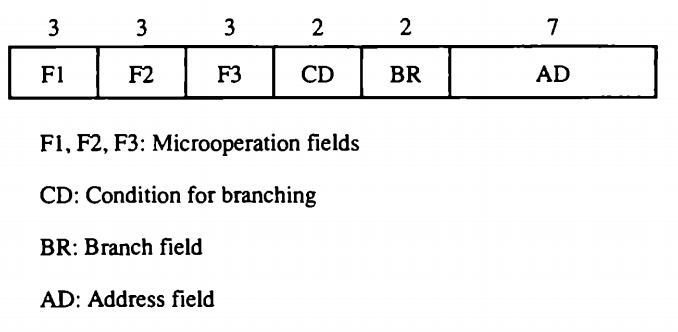 3 3 3 2 2 7
F1 F2 F3 CD BR AD
F1, F2, F3: Microoperation fields
CD: Condition for branching
BR: Branch field
AD: Address field